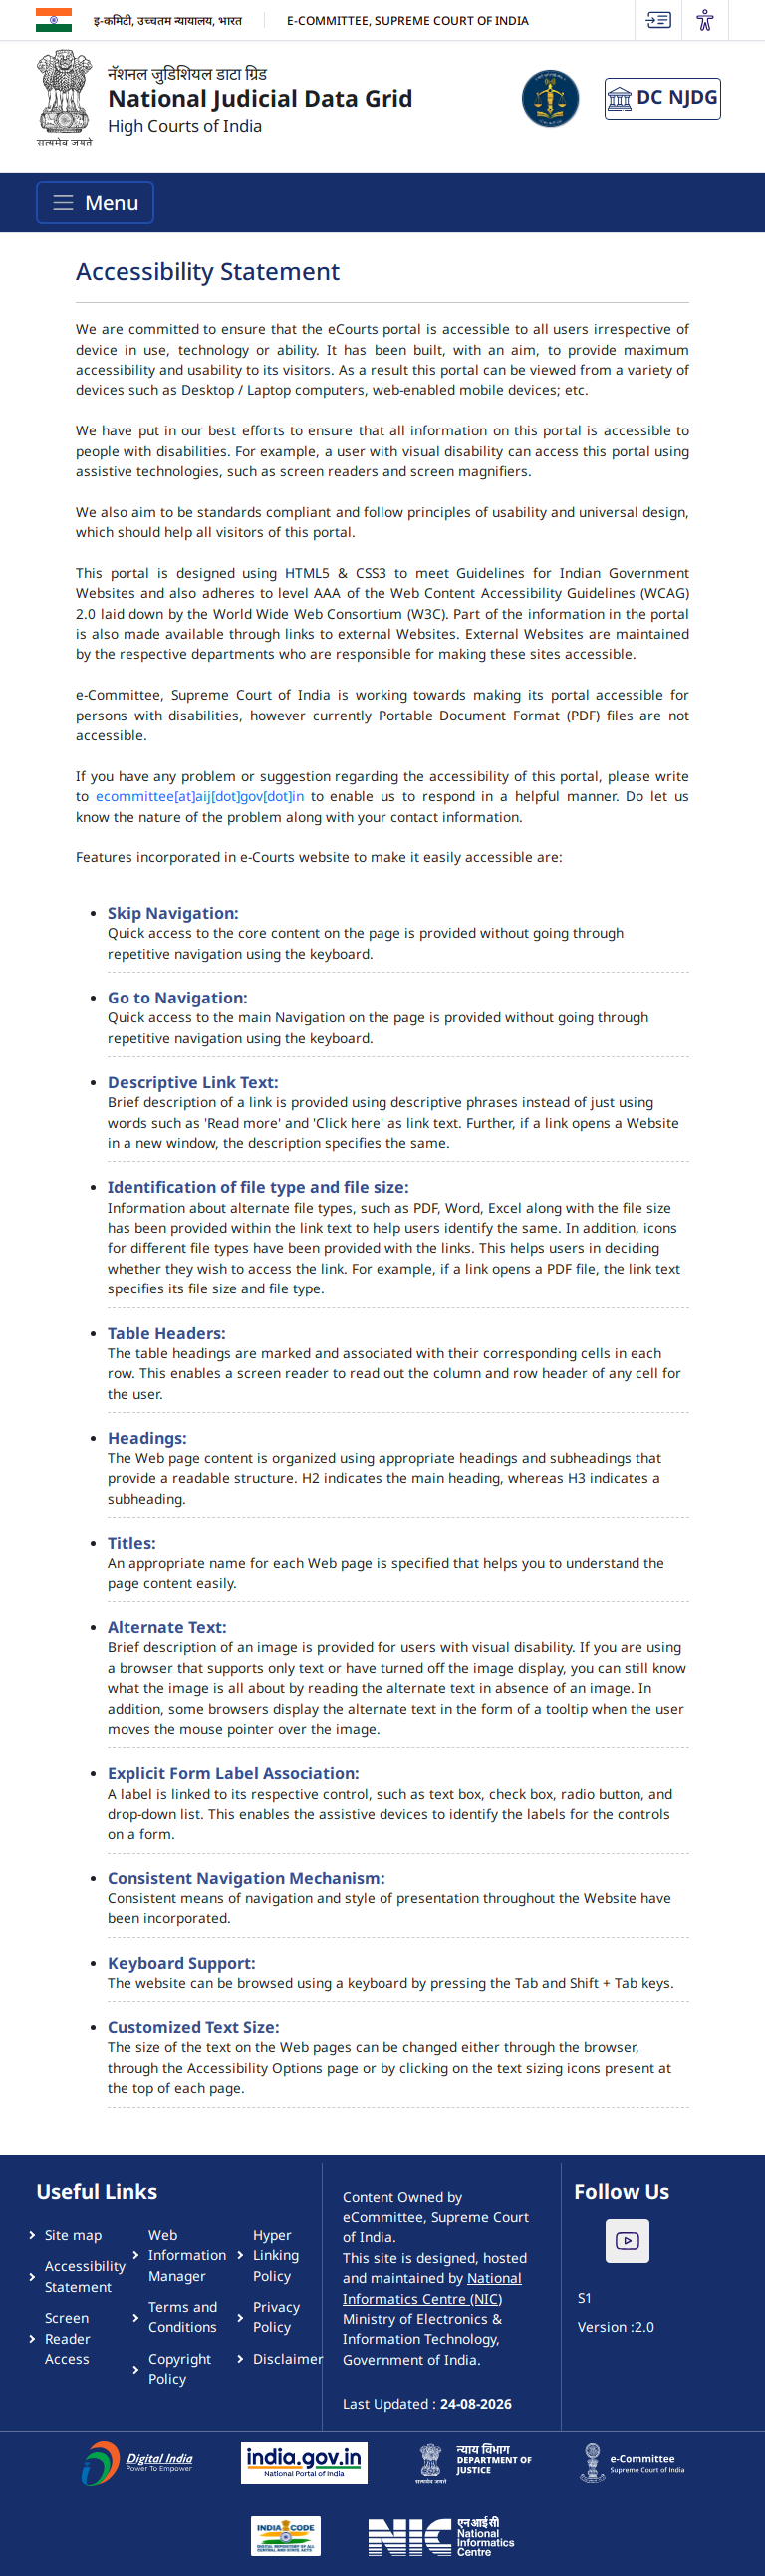 इ-कमिटी, उच्चतम न्यायालय, भारत
E-COMMITTEE, SUPREME COURT OF INDIA
नॅशनल जुडिशियल डाटा ग्रिड
National Judicial Data Grid
High Courts of India
सत्यमेव जयते
DC NJDG
Menu
Accessibility Statement
We are committed to ensure that the eCourts portal is accessible to all users irrespective of
device in use, technology or ability. It has been built, with an aim, to provide maximum
accessibility and usability to its visitors. As a result this portal can be viewed from a variety of
devices such as Desktop / Laptop computers, web-enabled mobile devices; etc.
We have put in our best efforts to ensure that all information on this portal is accessible to
people with disabilities. For example, a user with visual disability can access this portal using
assistive technologies, such as screen readers and screen magnifiers.
We also aim to be standards compliant and follow principles of usability and universal design,
which should help all visitors of this portal.
This portal is designed using HTML5 & CSS3 to meet Guidelines for Indian Government
Websites and also adheres to level AAA of the Web Content Accessibility Guidelines (WCAG)
2.0 laid down by the World Wide Web Consortium (W3C). Part of the information in the portal
is also made available through links to external Websites. External Websites are maintained
by the respective departments who are responsible for making these sites accessible.
e-Committee, Supreme Court of India is working towards making its portal accessible for
persons with disabilities, however currently Portable Document Format (PDF) files are not
accessible.
If you have any problem or suggestion regarding the accessibility of this portal, please write
to ecommittee[at]aij[dot]gov[dot]in to enable us to respond in a helpful manner. Do let us
know the nature of the problem along with your contact information.
Features incorporated in e-Courts website to make it easily accessible are:
Skip Navigation:
Quick access to the core content on the page is provided without going through
repetitive navigation using the keyboard.
Go to Navigation:
Quick access to the main Navigation on the page is provided without going through
repetitive navigation using the keyboard.
Descriptive Link Text:
Brief description of a link is provided using descriptive phrases instead of just using
words such as 'Read more' and 'Click here' as link text. Further, if a link opens a Website
in a new window, the description specifies the same.
Identification of file type and file size:
Information about alternate file types, such as PDF, Word, Excel along with the file size
has been provided within the link text to help users identify the same. In addition, icons
for different file types have been provided with the links. This helps users in deciding
whether they wish to access the link. For example, if a link opens a PDF file, the link text
specifies its file size and file type.
Table Headers:
The table headings are marked and associated with their corresponding cells in each
row. This enables a screen reader to read out the column and row header of any cell for
the user.
Headings:
The Web page content is organized using appropriate headings and subheadings that
provide a readable structure. H2 indicates the main heading, whereas H3 indicates a
subheading.
Titles:
An appropriate name for each Web page is specified that helps you to understand the
page content easily.
Alternate Text:
Brief description of an image is provided for users with visual disability. If you are using
a browser that supports only text or have turned off the image display, you can still know
what the image is all about by reading the alternate text in absence of an image. In
addition, some browsers display the alternate text in the form of a tooltip when the user
moves the mouse pointer over the image.
Explicit Form Label Association:
A label is linked to its respective control, such as text box, check box, radio button, and
drop-down list. This enables the assistive devices to identify the labels for the controls
on a form.
Consistent Navigation Mechanism:
Consistent means of navigation and style of presentation throughout the Website have
been incorporated.
Keyboard Support:
The website can be browsed using a keyboard by pressing the Tab and Shift + Tab keys.
Customized Text Size:
The size of the text on the Web pages can be changed either through the browser,
through the Accessibility Options page or by clicking on the text sizing icons present at
the top of each page.
Useful Links
Site map
Accessibility
Statement
Screen
Reader
Access
Web
Information
Manager
Terms and
Conditions
Copyright
Policy
Hyper
Linking
Policy
Privacy
Policy
Disclaimer
Content Owned by
eCommittee, Supreme Court
of India.
This site is designed, hosted
and maintained by National
Informatics Centre (NIC)
Ministry of Electronics &
Information Technology,
Government of India.
Last Updated : 24-08-2026
Follow Us
S1
Version :2.0
Digital India
Power To Empower
india.gov.in
National Portal of India
सत्यमेव जयते
न्याय विभाग
DEPARTMENT OF
JUSTICE
e-Committee
Supreme Court of India
INDIA CODE
DIGITAL REPOSITORY OF ALL
CENTRAL AND STATE ACTS
NIC
एनआईसी
National
Informatics
Centre